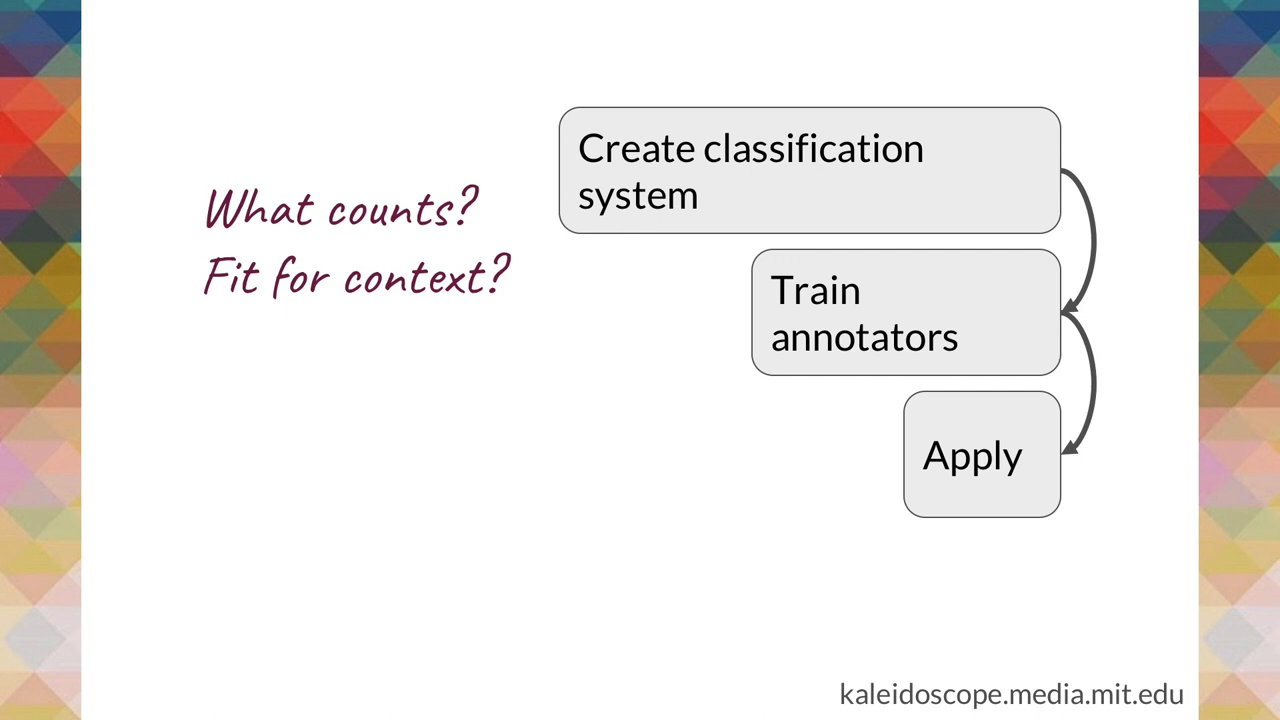 What counts?
Fit for context?
Create classification
system
Train
annotators
Apply
kaleidoscope.media.mit.edu